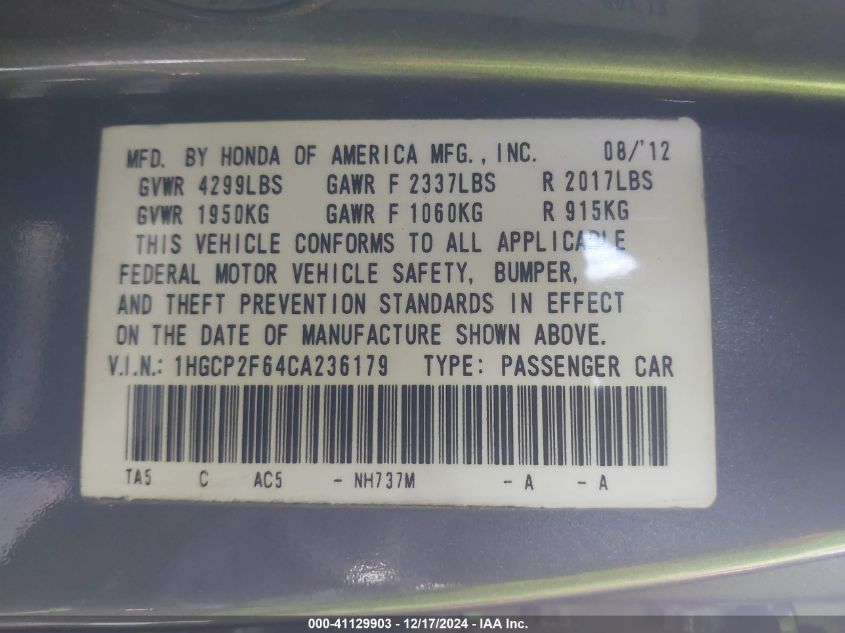 MFD. BY HONDA OF AMERICA MFG., INC. 08/'12
GVWR 4299LBS GAWR F 2337LBS R 2017LBS
GVWR 1950KG GAWR F 1060KG R 915KG
THIS VEHICLE CONFORMS TO ALL APPLICABLE
FEDERAL MOTOR VEHICLE SAFETY, BUMPER,
AND THEFT PREVENTION STANDARDS IN EFFECT
ON THE DATE OF MANUFACTURE SHOWN ABOVE.
V.I.N.: 1HGCP2F64CA236179 TYPE: PASSENGER CAR
TA5 C AC5 - NH737M - A - A
000-41129903 - 12/17/2024 - IAA Inc.